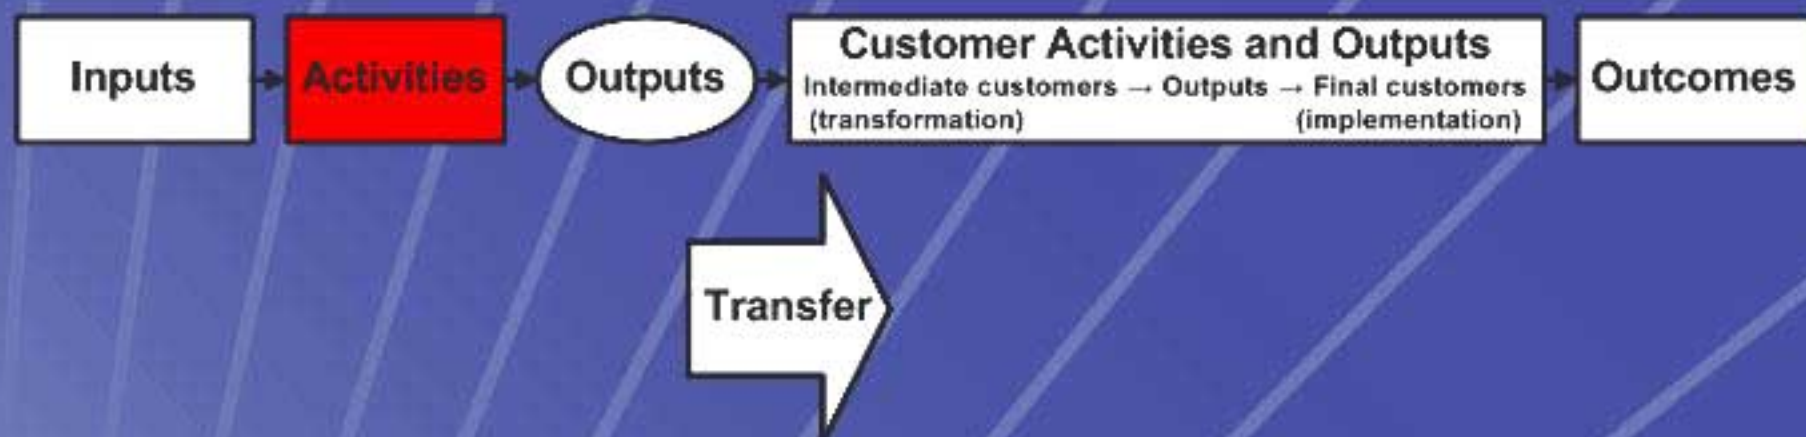 Inputs
Activities
Outputs
Customer Activities and Outputs
Intermediate customers → Outputs → Final customers
(transformation) (implementation)
Outcomes
Transfer